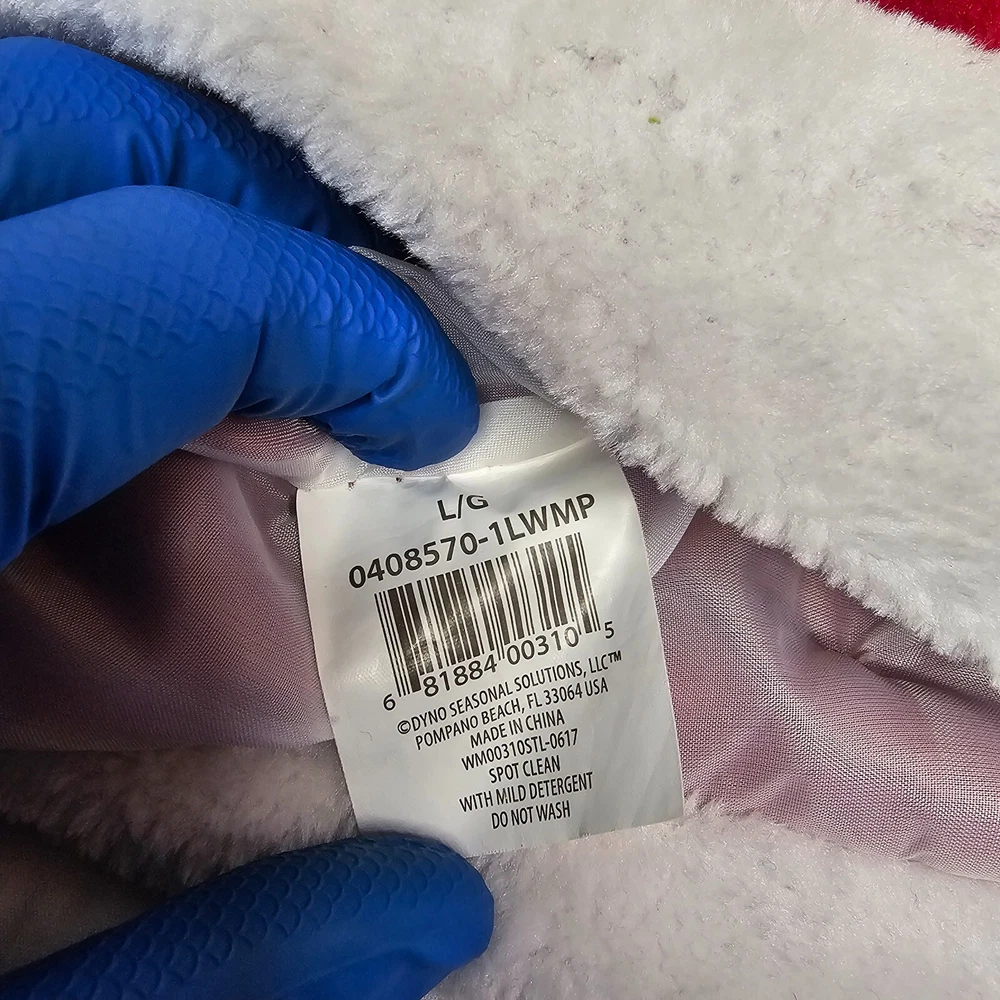 L/G
0408570-1LWMP
6 81884 00310 5
©DYNO SEASONAL SOLUTIONS, LLC™
POMPANO BEACH, FL 33064 USA
MADE IN CHINA
WM00310STL-0617
SPOT CLEAN
WITH MILD DETERGENT
DO NOT WASH